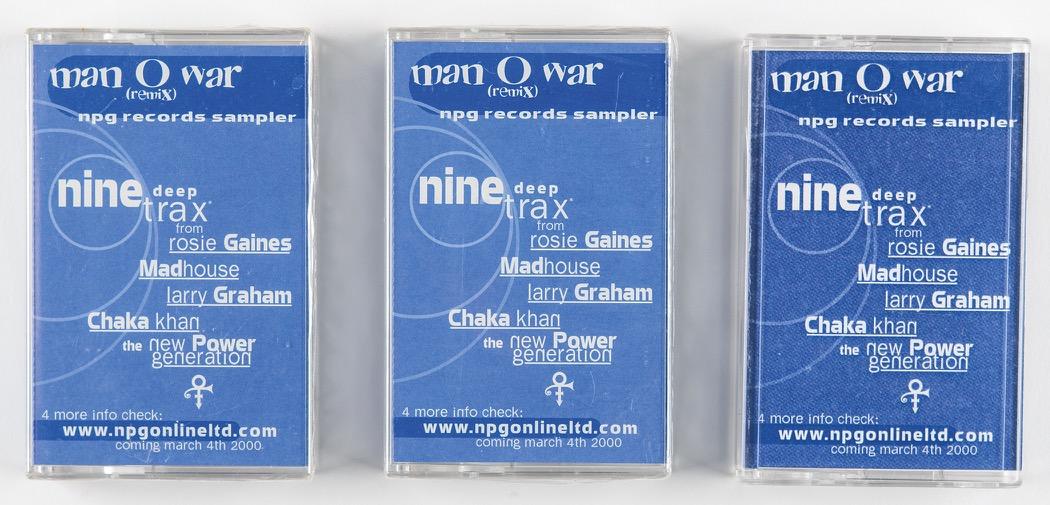 man O war
(remix)
npg records sampler
nine deep
trax
from
rosie Gaines
Madhouse
larry Graham
Chaka khan
the new Power
generation
4 more info check:
www.npgonlineltd.com
coming march 4th 2000
man O war
(remix)
npg records sampler
nine deep
trax
from
rosie Gaines
Madhouse
larry Graham
Chaka khan
the new Power
generation
4 more info check:
www.npgonlineltd.com
coming march 4th 2000
man O war
(remix)
npg records sampler
nine deep
trax
from
rosie Gaines
Madhouse
larry Graham
Chaka khan
the new Power
generation
4 more info check:
www.npgonlineltd.com
coming march 4th 2000